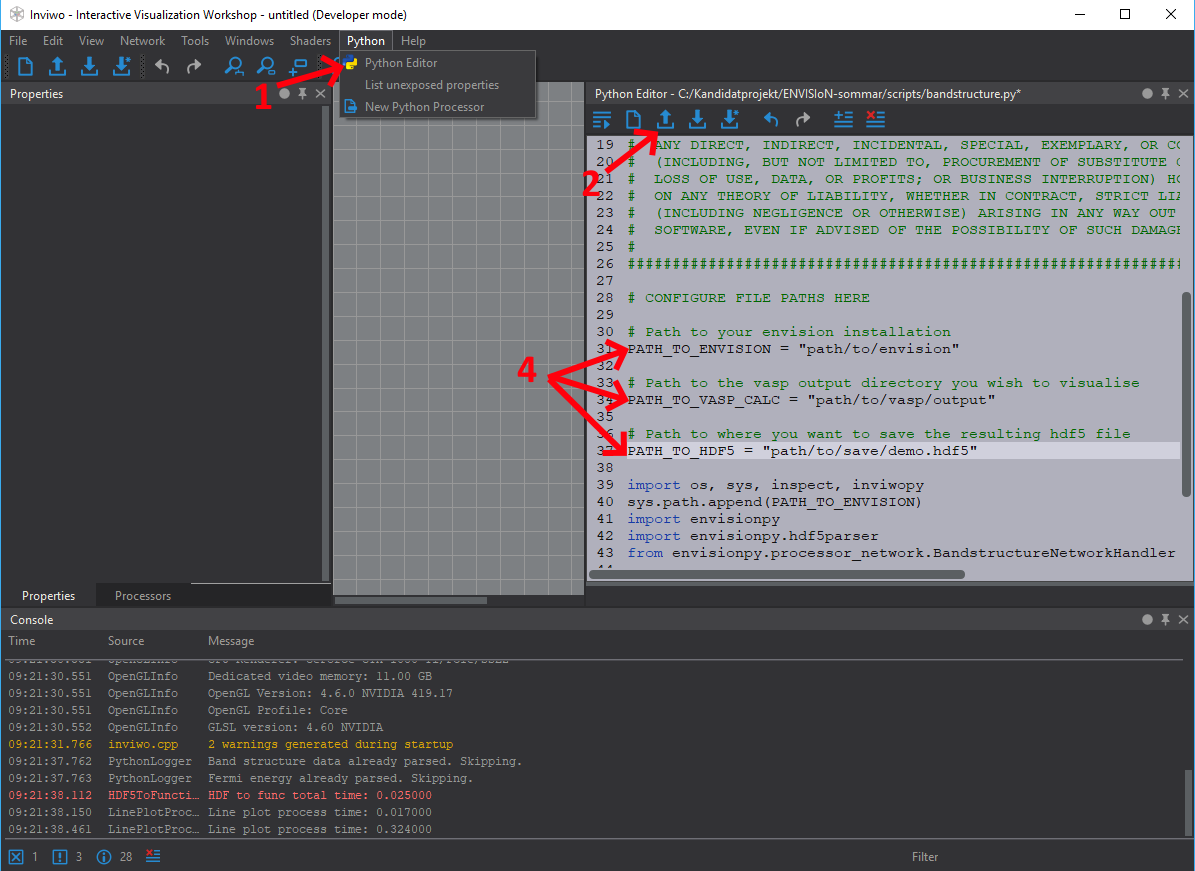 Inviwo - Interactive Visualization Workshop - untitled (Developer mode)
File Edit View Network Tools Windows Shaders Python Help
Python Editor
List unexposed properties
New Python Processor
1
Properties
Python Editor - C:/Kandidatprojekt/ENVISIoN-sommar/scripts/bandstructure.py*
2
19 # ANY DIRECT, INDIRECT, INCIDENTAL, SPECIAL, EXEMPLARY, OR CO
20 # (INCLUDING, BUT NOT LIMITED TO, PROCUREMENT OF SUBSTITUTE
21 # LOSS OF USE, DATA, OR PROFITS; OR BUSINESS INTERRUPTION) HO
22 # ON ANY THEORY OF LIABILITY, WHETHER IN CONTRACT, STRICT LIA
23 # (INCLUDING NEGLIGENCE OR OTHERWISE) ARISING IN ANY WAY OUT
24 # SOFTWARE, EVEN IF ADVISED OF THE POSSIBILITY OF SUCH DAMAGE
25 #
26 ##############################################################
27
28 # CONFIGURE FILE PATHS HERE
29
30 # Path to your envision installation
31 PATH_TO_ENVISION = "path/to/envision"
32
33 # Path to the vasp output directory you wish to visualise
34 PATH_TO_VASP_CALC = "path/to/vasp/output"
35
36 # Path to where you want to save the resulting hdf5 file
37 PATH_TO_HDF5 = "path/to/save/demo.hdf5"
38
39 import os, sys, inspect, inviwopy
40 sys.path.append(PATH_TO_ENVISION)
41 import envisionpy
42 import envisionpy.hdf5parser
43 from envisionpy.processor_network.BandstructureNetworkHandler
4
Properties Processors
Console
Time Source Message
09:21:30.551 OpenGLInfo Dedicated video memory: 11.00 GB
09:21:30.551 OpenGLInfo OpenGL Version: 4.6.0 NVIDIA 419.17
09:21:30.551 OpenGLInfo OpenGL Profile: Core
09:21:30.552 OpenGLInfo GLSL version: 4.60 NVIDIA
09:21:31.766 inviwo.cpp 2 warnings generated during startup
09:21:37.762 PythonLogger Band structure data already parsed. Skipping.
09:21:37.763 PythonLogger Fermi energy already parsed. Skipping.
09:21:38.112 HDF5ToFuncti... HDF to func total time: 0.025000
09:21:38.150 LinePlotProc... Line plot process time: 0.017000
09:21:38.461 LinePlotProc... Line plot process time: 0.324000
1 3 28 Filter